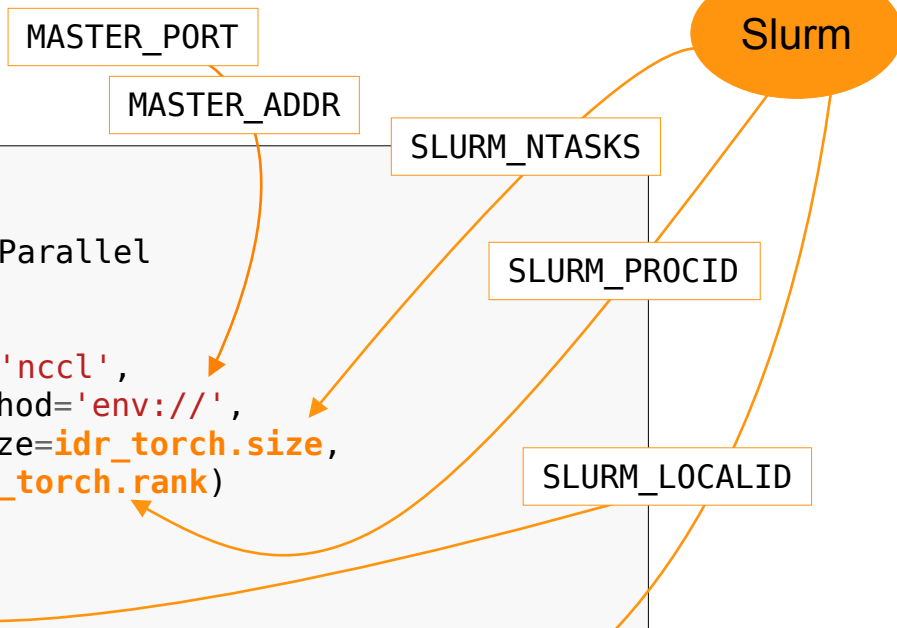 MASTER_PORT
Slurm
MASTER_ADDR
SLURM_NTASKS
Parallel
SLURM_PROCID
'nccl',
hod='env://',
ze=idr_torch.size,
_torch.rank)
SLURM_LOCALID